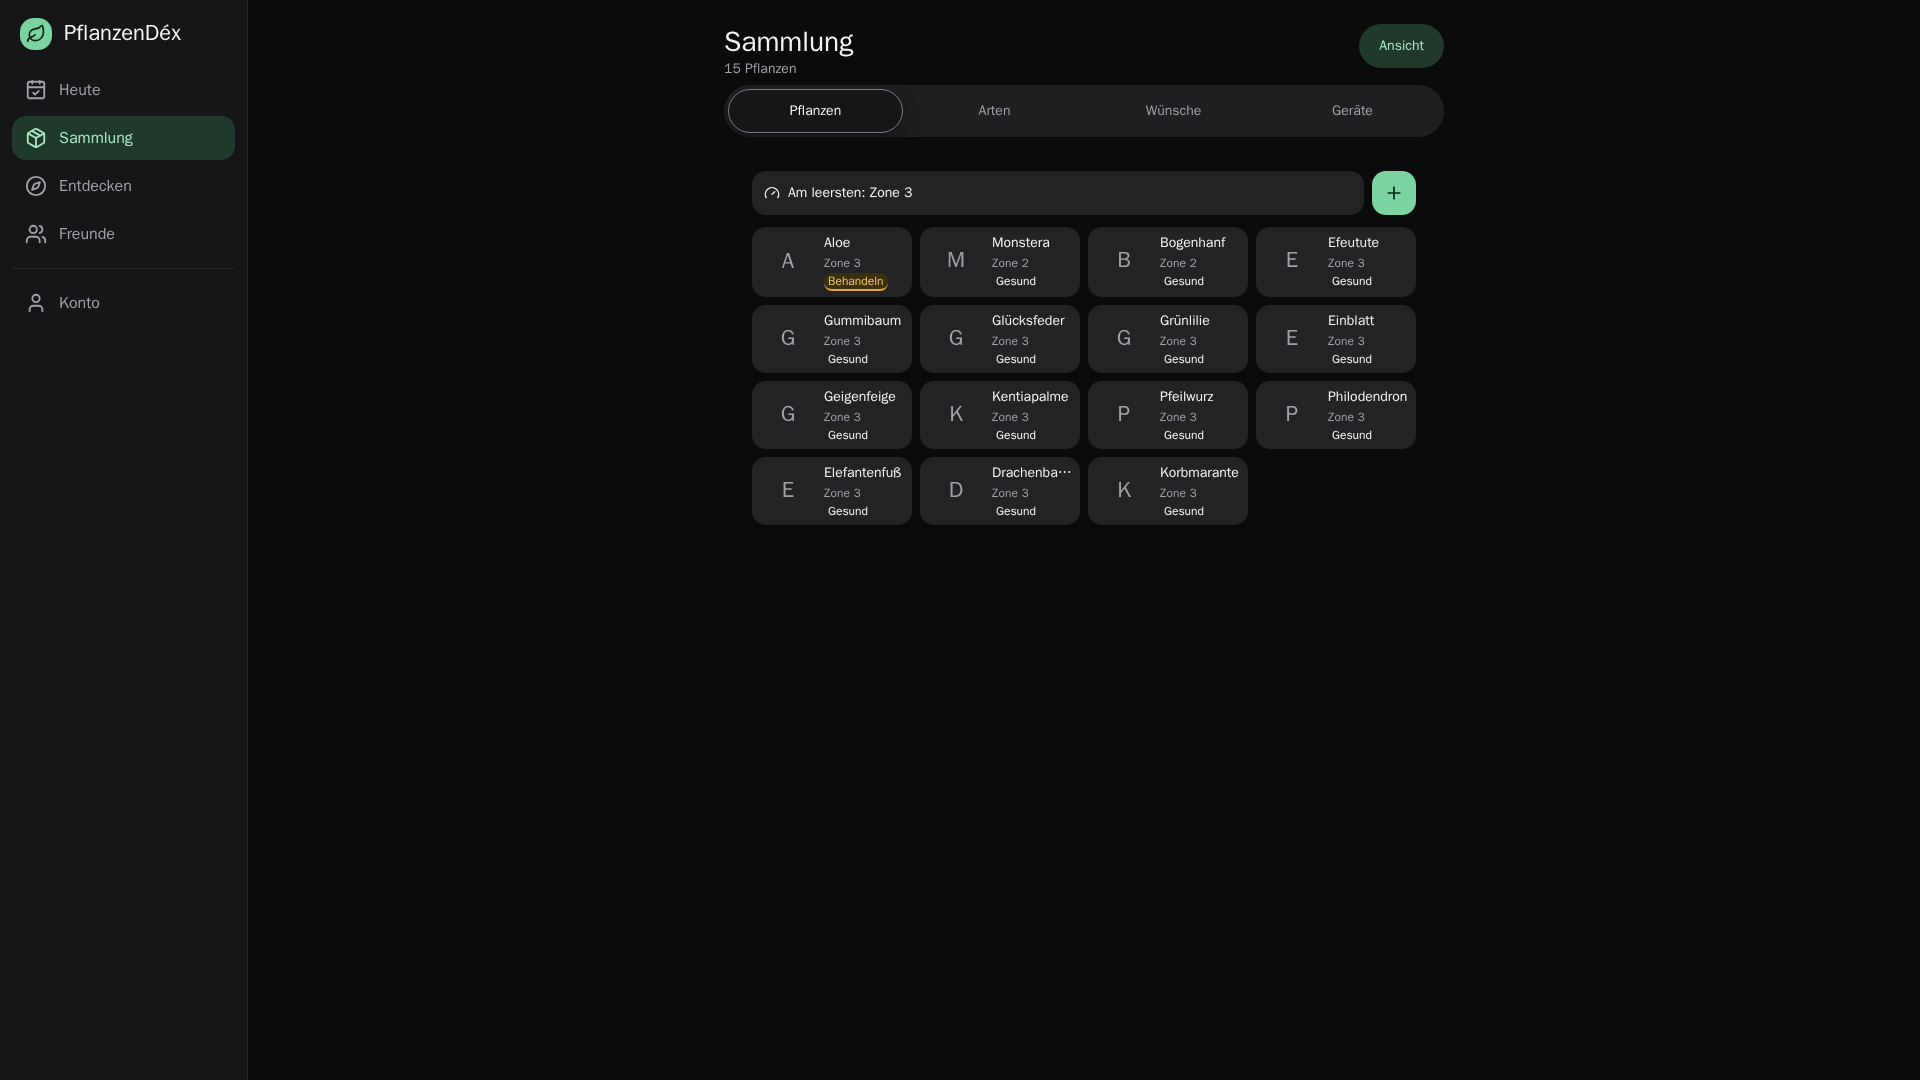 PflanzenDéx
Heute
Sammlung
Entdecken
Freunde
Konto
Sammlung
15 Pflanzen
Ansicht
Pflanzen
Arten
Wünsche
Geräte
Am leersten: Zone 3
A
Aloe
Zone 3
Behandeln
M
Monstera
Zone 2
Gesund
B
Bogenhanf
Zone 2
Gesund
E
Efeutute
Zone 3
Gesund
G
Gummibaum
Zone 3
Gesund
G
Glücksfeder
Zone 3
Gesund
G
Grünlilie
Zone 3
Gesund
E
Einblatt
Zone 3
Gesund
G
Geigenfeige
Zone 3
Gesund
K
Kentiapalme
Zone 3
Gesund
P
Pfeilwurz
Zone 3
Gesund
P
Philodendron
Zone 3
Gesund
E
Elefantenfuß
Zone 3
Gesund
D
Drachenba…
Zone 3
Gesund
K
Korbmarante
Zone 3
Gesund